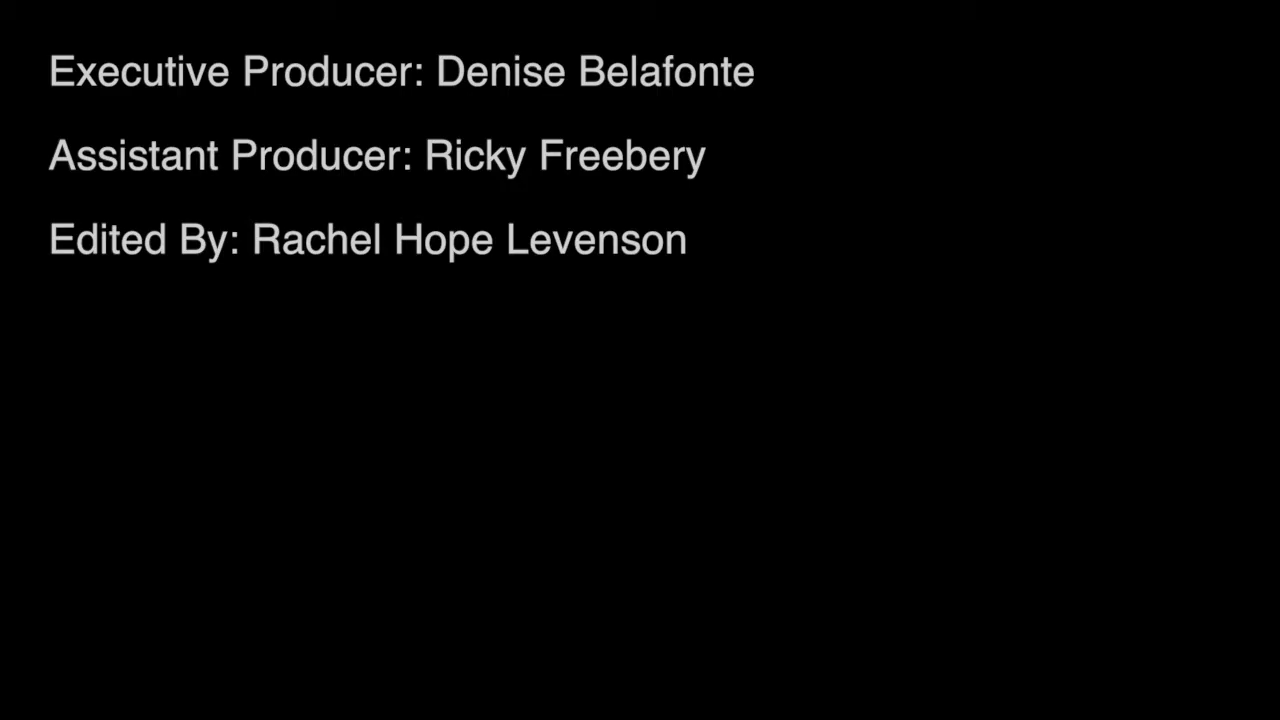 Executive Producer: Denise Belafonte
Assistant Producer: Ricky Freebery
Edited By: Rachel Hope Levenson